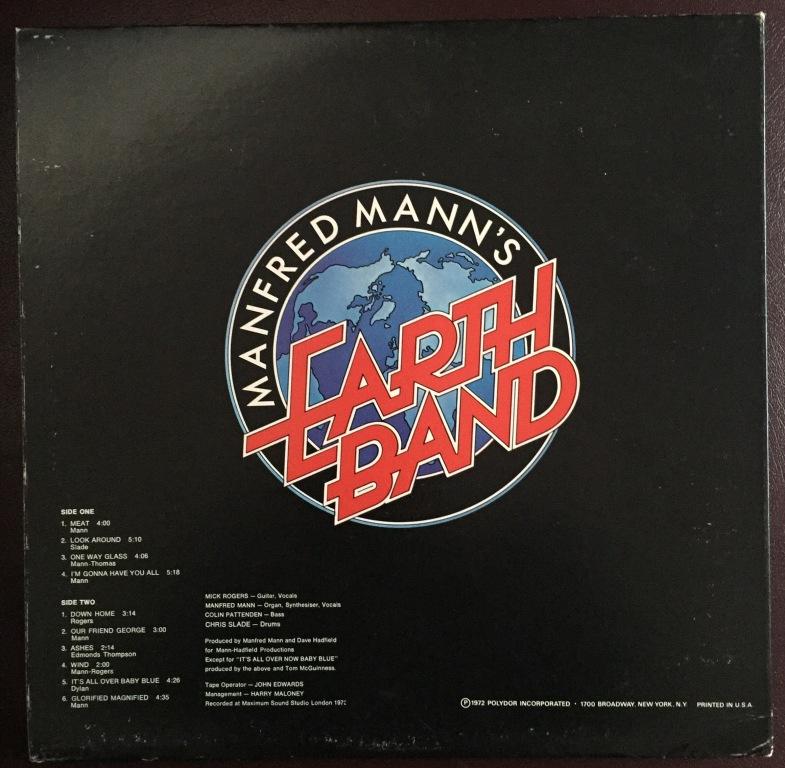 MANFRED MANN'S
EARTH
BAND
SIDE ONE
1. MEAT 4:00
Mann
2. LOOK AROUND 5:10
Slade
3. ONE WAY GLASS 4:06
Mann-Thomas
4. I'M GONNA HAVE YOU ALL 5:18
Mann
SIDE TWO
1. DOWN HOME 3:14
Rogers
2. OUR FRIEND GEORGE 3:00
Mann
3. ASHES 2:14
Edmonds Thompson
4. WIND 2:00
Mann-Rogers
5. IT'S ALL OVER BABY BLUE 4:26
Dylan
6. GLORIFIED MAGNIFIED 4:35
Mann
MICK ROGERS — Guitar, Vocals
MANFRED MANN — Organ, Synthesiser, Vocals
COLIN PATTENDEN — Bass
CHRIS SLADE — Drums
Produced by Manfred Mann and Dave Hadfield
for Mann-Hadfield Productions
Except for "IT'S ALL OVER NOW BABY BLUE"
produced by the above and Tom McGuinness.
Tape Operator — JOHN EDWARDS
Management — HARRY MALONEY
Recorded at Maximum Sound Studio London 1972
Ⓟ1972 POLYDOR INCORPORATED • 1700 BROADWAY, NEW YORK, N.Y PRINTED IN U.S.A.